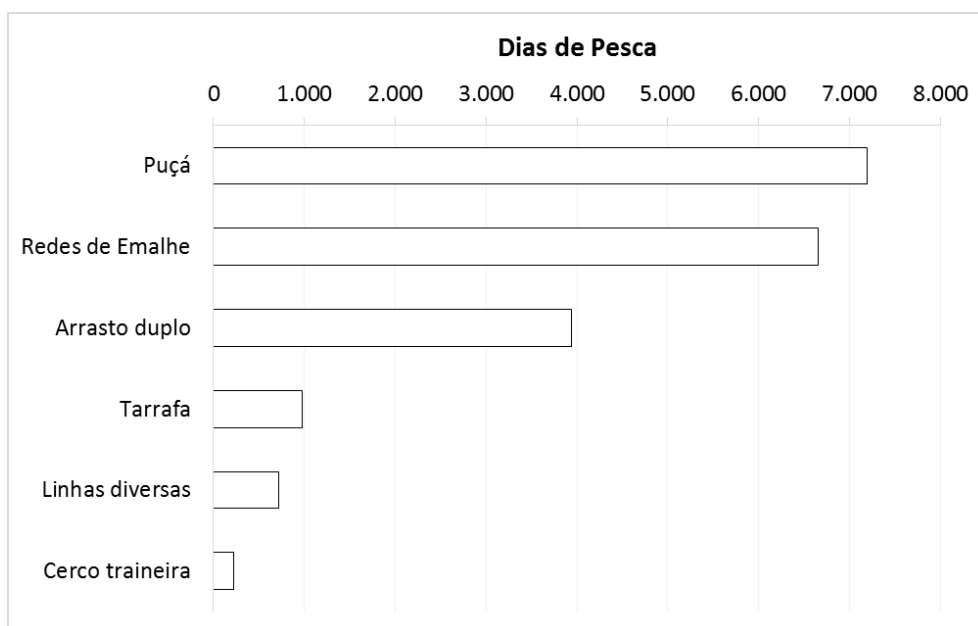 Dias de Pesca
0 1.000 2.000 3.000 4.000 5.000 6.000 7.000 8.000
Puçá
Redes de Emalhe
Arrasto duplo
Tarrafa
Linhas diversas
Cerco traineira